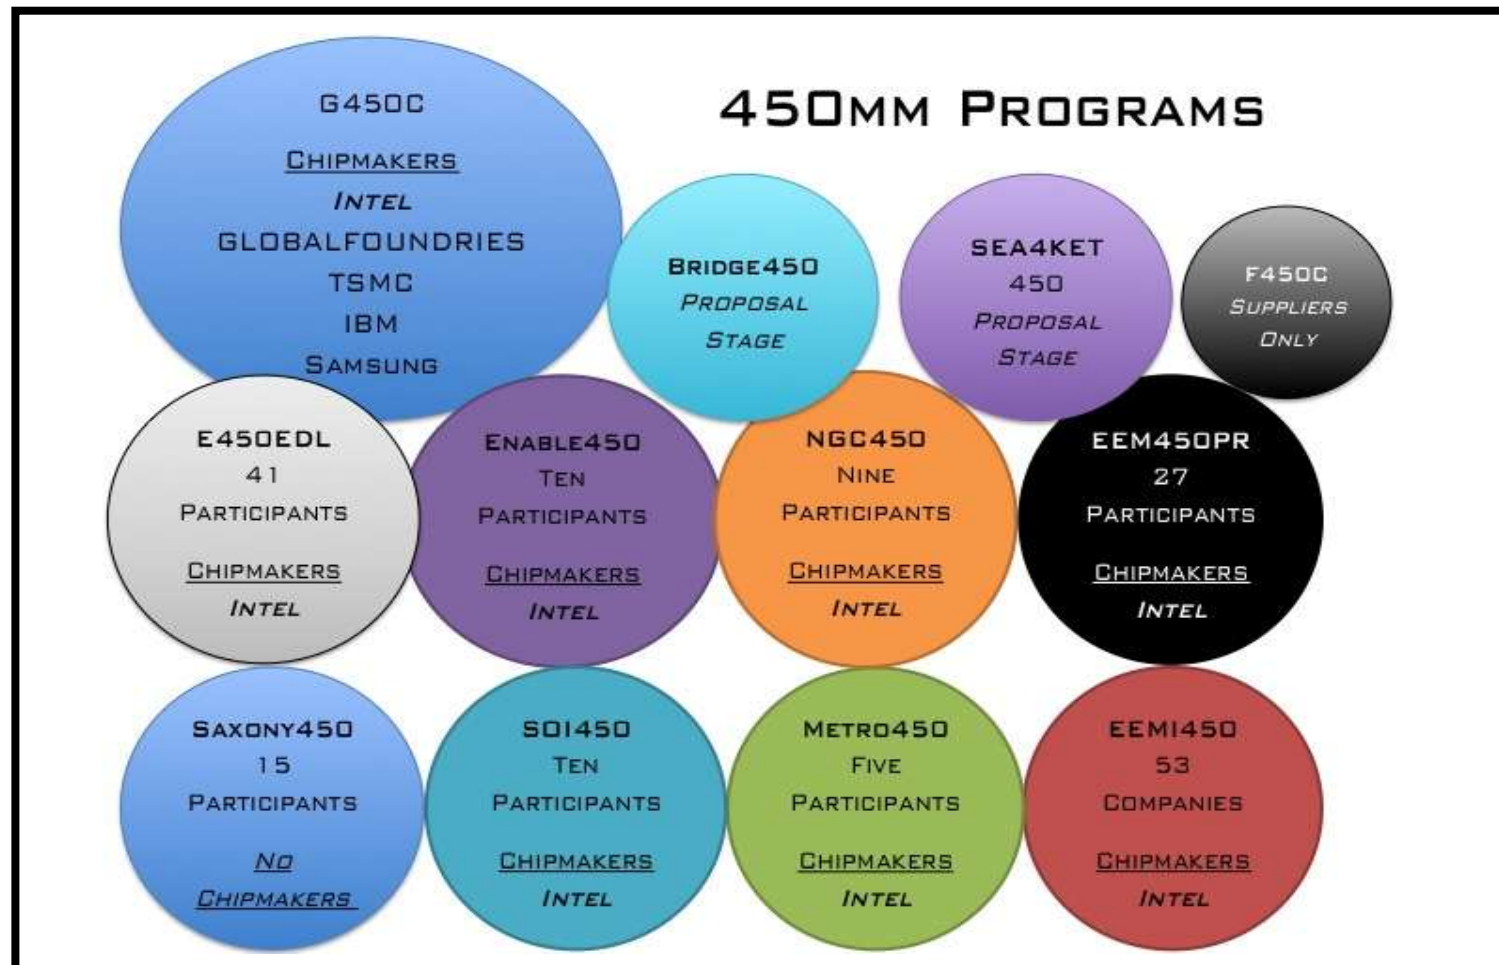 450mm Programs
G450C
Chipmakers
Intel
GLOBALFOUNDRIES
TSMC
IBM
Samsung
Bridge450
Proposal
Stage
SEA4KET
450
Proposal
Stage
F450C
Suppliers
Only
E450EDL
41
Participants
Chipmakers
Intel
Enable450
Ten
Participants
Chipmakers
Intel
NGC450
Nine
Participants
Chipmakers
Intel
EEM450PR
27
Participants
Chipmakers
Intel
Saxony450
15
Participants
No
Chipmakers
SOI450
Ten
Participants
Chipmakers
Intel
Metro450
Five
Participants
Chipmakers
Intel
EEMI450
53
Companies
Chipmakers
Intel